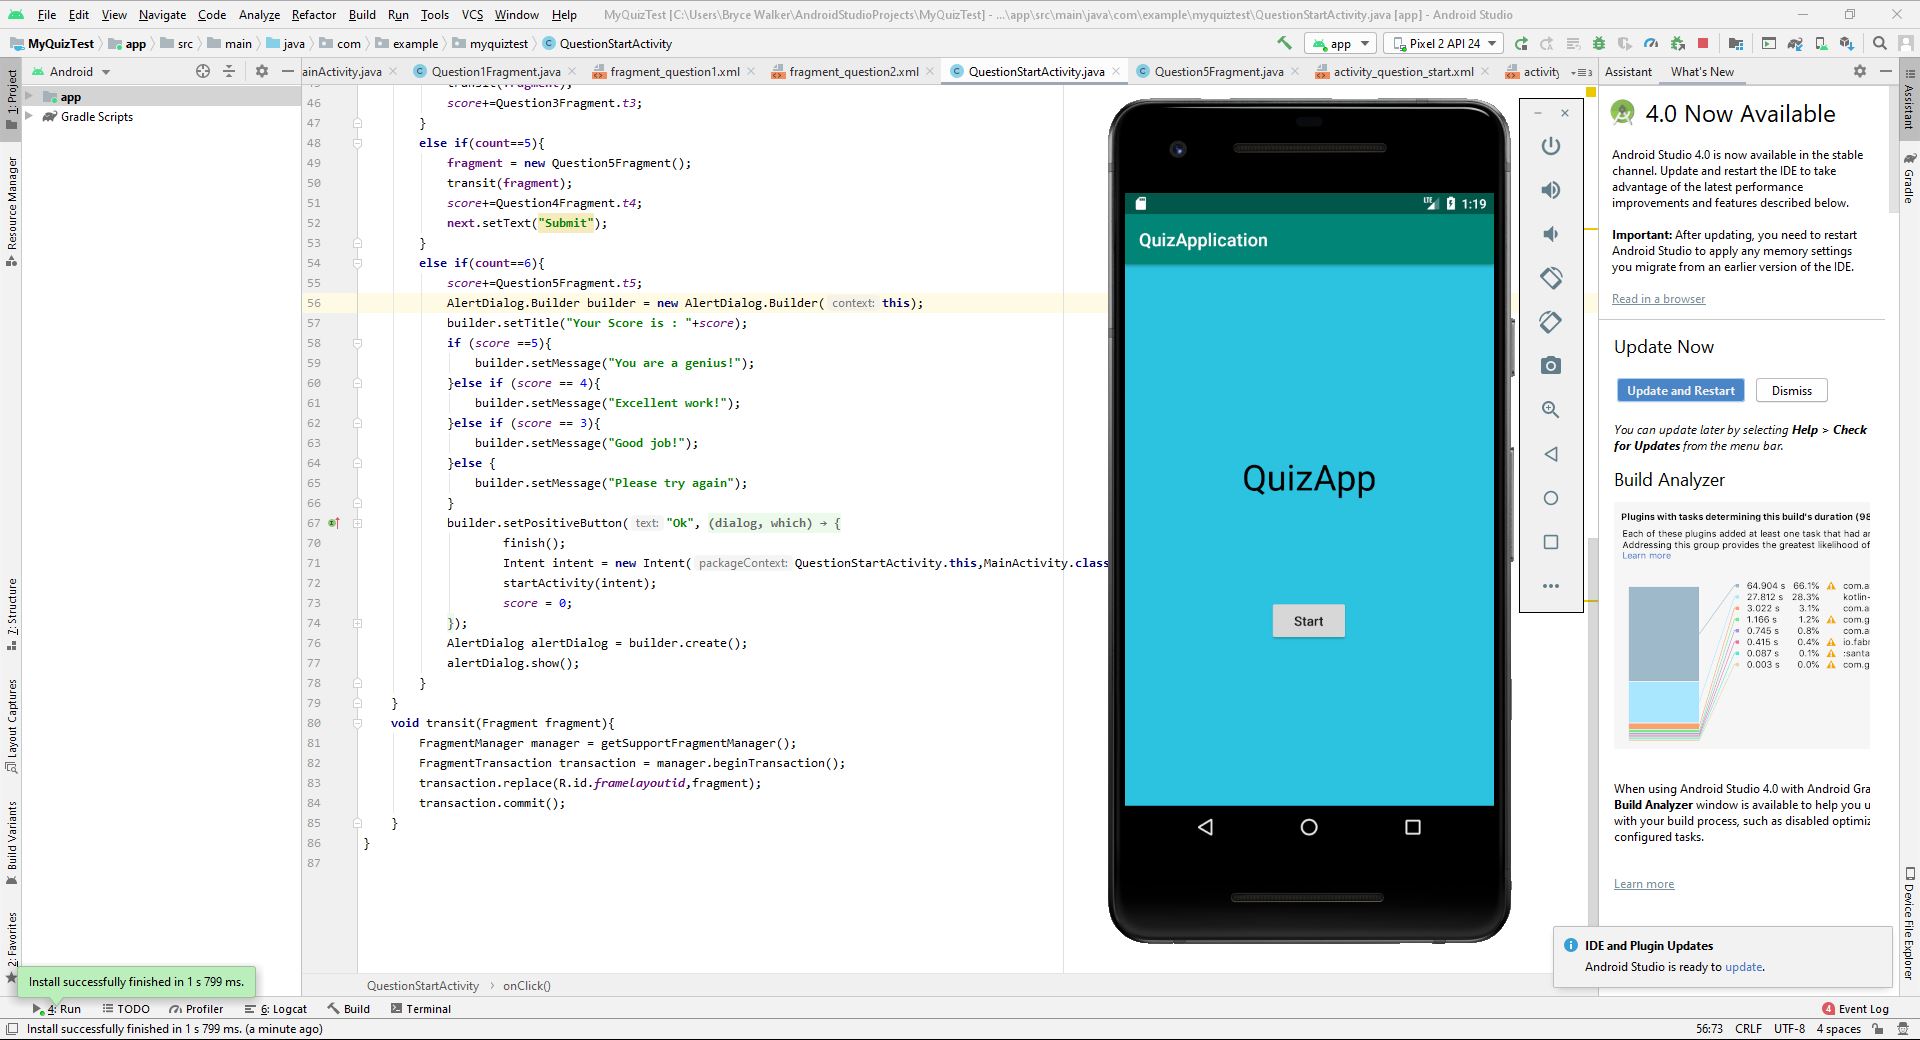 File Edit View Navigate Code Analyze Refactor Build Run Tools VCS Window Help MyQuizTest [C:\Users\Bryce Walker\AndroidStudioProjects\MyQuizTest] - ...\app\src\main\java\com\example\myquiztest\QuestionStartActivity.java [app] - Android Studio
MyQuizTest app src main java com example myquiztest QuestionStartActivity app Pixel 2 API 24
Android ainActivity.java Question1Fragment.java fragment_question1.xml fragment_question2.xml QuestionStartActivity.java Question5Fragment.java activity_question_start.xml activity Assistant What's New
app
Gradle Scripts
1: Project
Resource Manager
7: Structure
Layout Captures
Build Variants
2: Favorites
46 score+=Question3Fragment.t3;
47 }
48 else if(count==5){
49 fragment = new Question5Fragment();
50 transit(fragment);
51 score+=Question4Fragment.t4;
52 next.setText("Submit");
53 }
54 else if(count==6){
55 score+=Question5Fragment.t5;
56 AlertDialog.Builder builder = new AlertDialog.Builder( context: this);
57 builder.setTitle("Your Score is : "+score);
58 if (score ==5){
59 builder.setMessage("You are a genius!");
60 }else if (score == 4){
61 builder.setMessage("Excellent work!");
62 }else if (score == 3){
63 builder.setMessage("Good job!");
64 }else {
65 builder.setMessage("Please try again");
66 }
67 builder.setPositiveButton( text: "Ok", (dialog, which) → {
70 finish();
71 Intent intent = new Intent( packageContext: QuestionStartActivity.this,MainActivity.class
72 startActivity(intent);
73 score = 0;
74 });
76 AlertDialog alertDialog = builder.create();
77 alertDialog.show();
78 }
79 }
80 void transit(Fragment fragment){
81 FragmentManager manager = getSupportFragmentManager();
82 FragmentTransaction transaction = manager.beginTransaction();
83 transaction.replace(R.id.framelayoutid,fragment);
84 transaction.commit();
85 }
86 }
87
QuestionStartActivity onClick()
LTE 1:19
QuizApplication
QuizApp
Start
4.0 Now Available
Android Studio 4.0 is now available in the stable
channel. Update and restart the IDE to take
advantage of the latest performance
improvements and features described below.
Important: After updating, you need to restart
Android Studio to apply any memory settings
you migrate from an earlier version of the IDE.
Read in a browser
Update Now
Update and Restart Dismiss
You can update later by selecting Help > Check
for Updates from the menu bar.
Build Analyzer
Plugins with tasks determining this build's duration (98
Each of these plugins added at least one task that had an
Addressing this group provides the greatest likelihood of
Learn more
64.904 s 66.1% com.a
27.812 s 28.3% kotlin-
3.022 s 3.1% com.a
1.166 s 1.2% com.g
0.745 s 0.8% com.a
0.415 s 0.4% io.fab
0.087 s 0.1% :santa
0.003 s 0.0% com.g
When using Android Studio 4.0 with Android Gra
Build Analyzer window is available to help you u
with your build process, such as disabled optimiz
configured tasks.
Learn more
Assistant
Gradle
Device File Explorer
IDE and Plugin Updates
Android Studio is ready to update.
Install successfully finished in 1 s 799 ms.
4: Run TODO Profiler 6: Logcat Build Terminal 4 Event Log
Install successfully finished in 1 s 799 ms. (a minute ago) 56:73 CRLF UTF-8 4 spaces